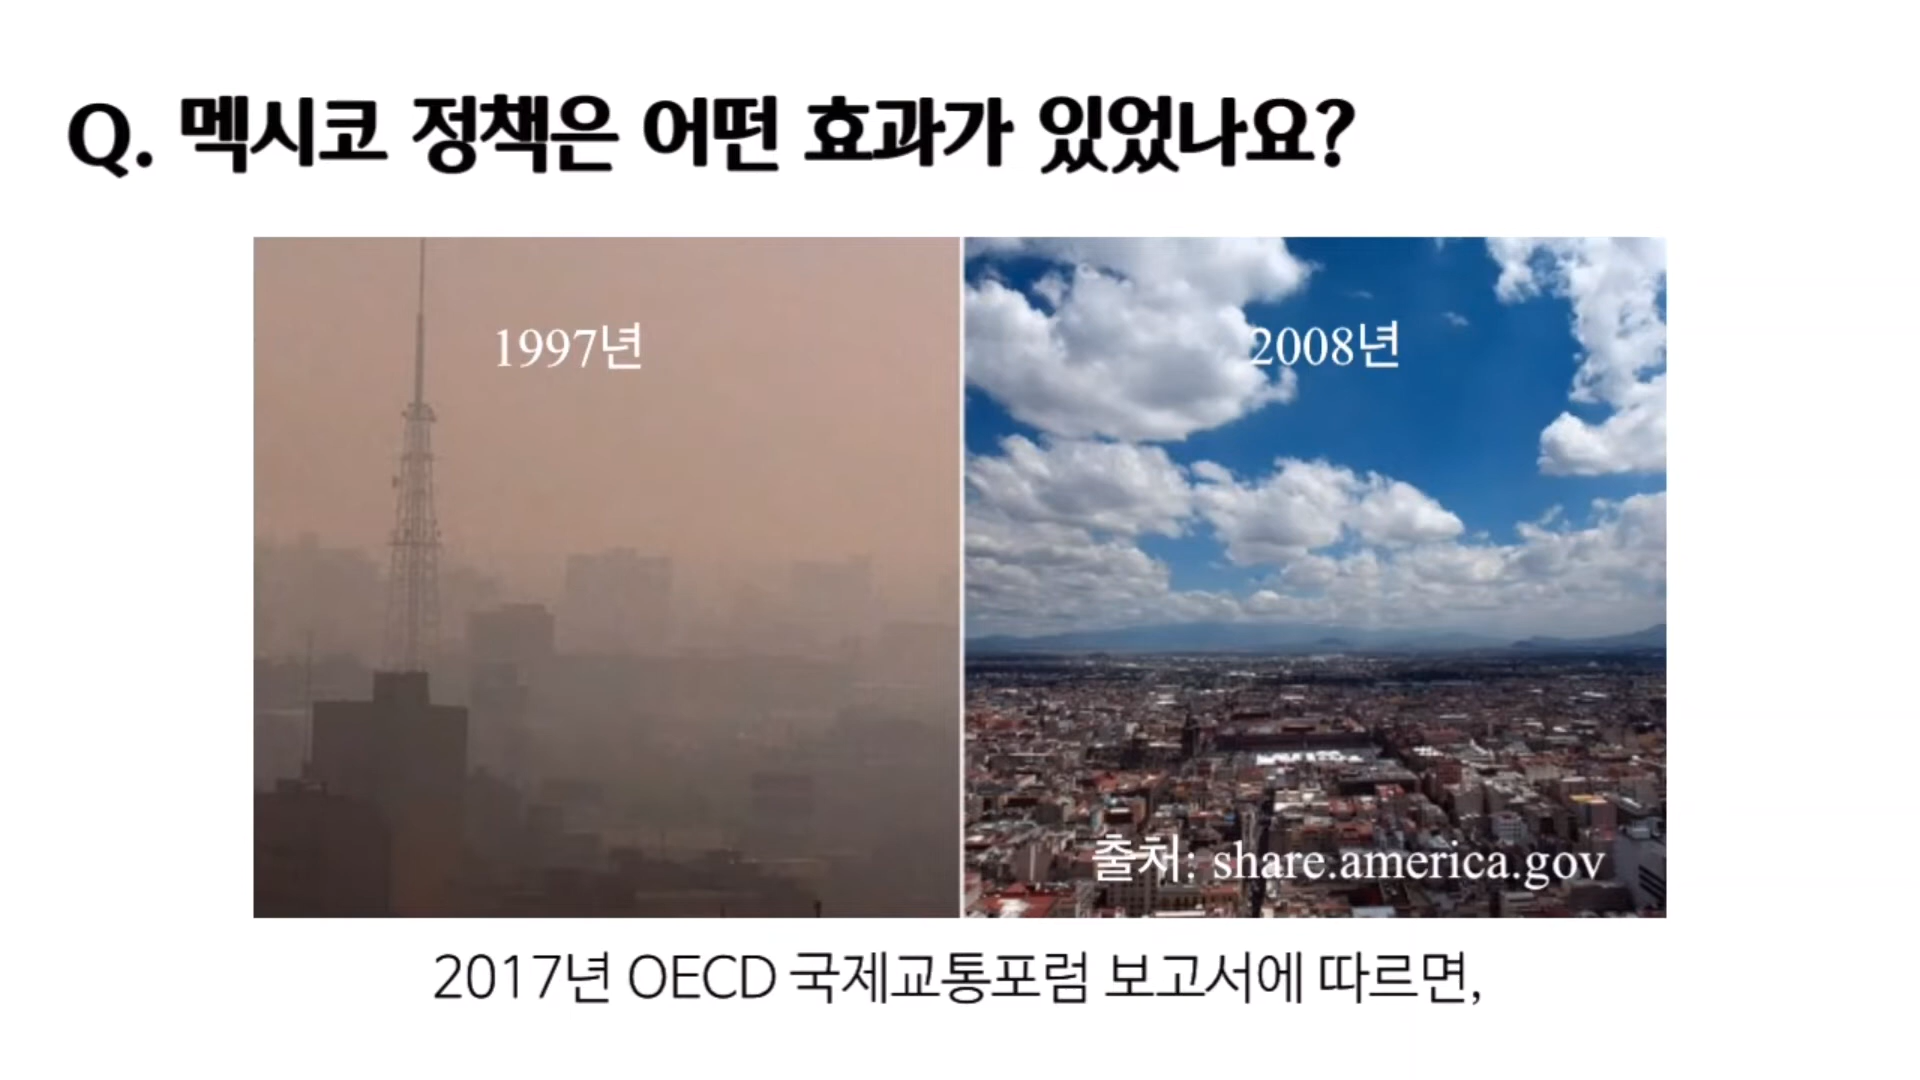 Q. 멕시코 정책은 어떤 효과가 있었나요?
1997년
2008년
출처: share.america.gov
2017년 OECD 국제교통포럼 보고서에 따르면,